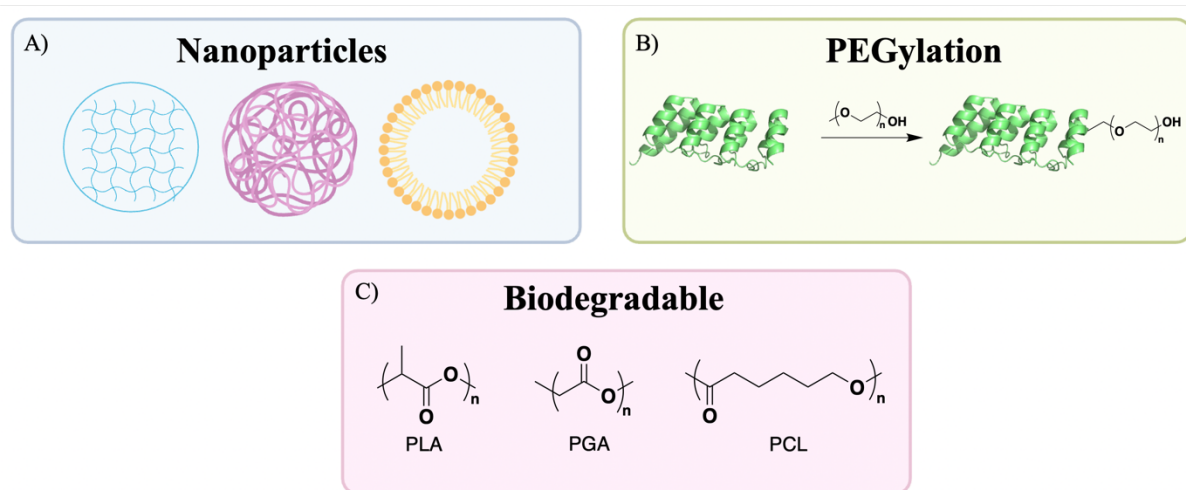 A)
Nanoparticles
B)
PEGylation
O
OH
n
O
OH
n
C)
Biodegradable
O
O
n
PLA
O
O
n
PGA
O
O
n
PCL